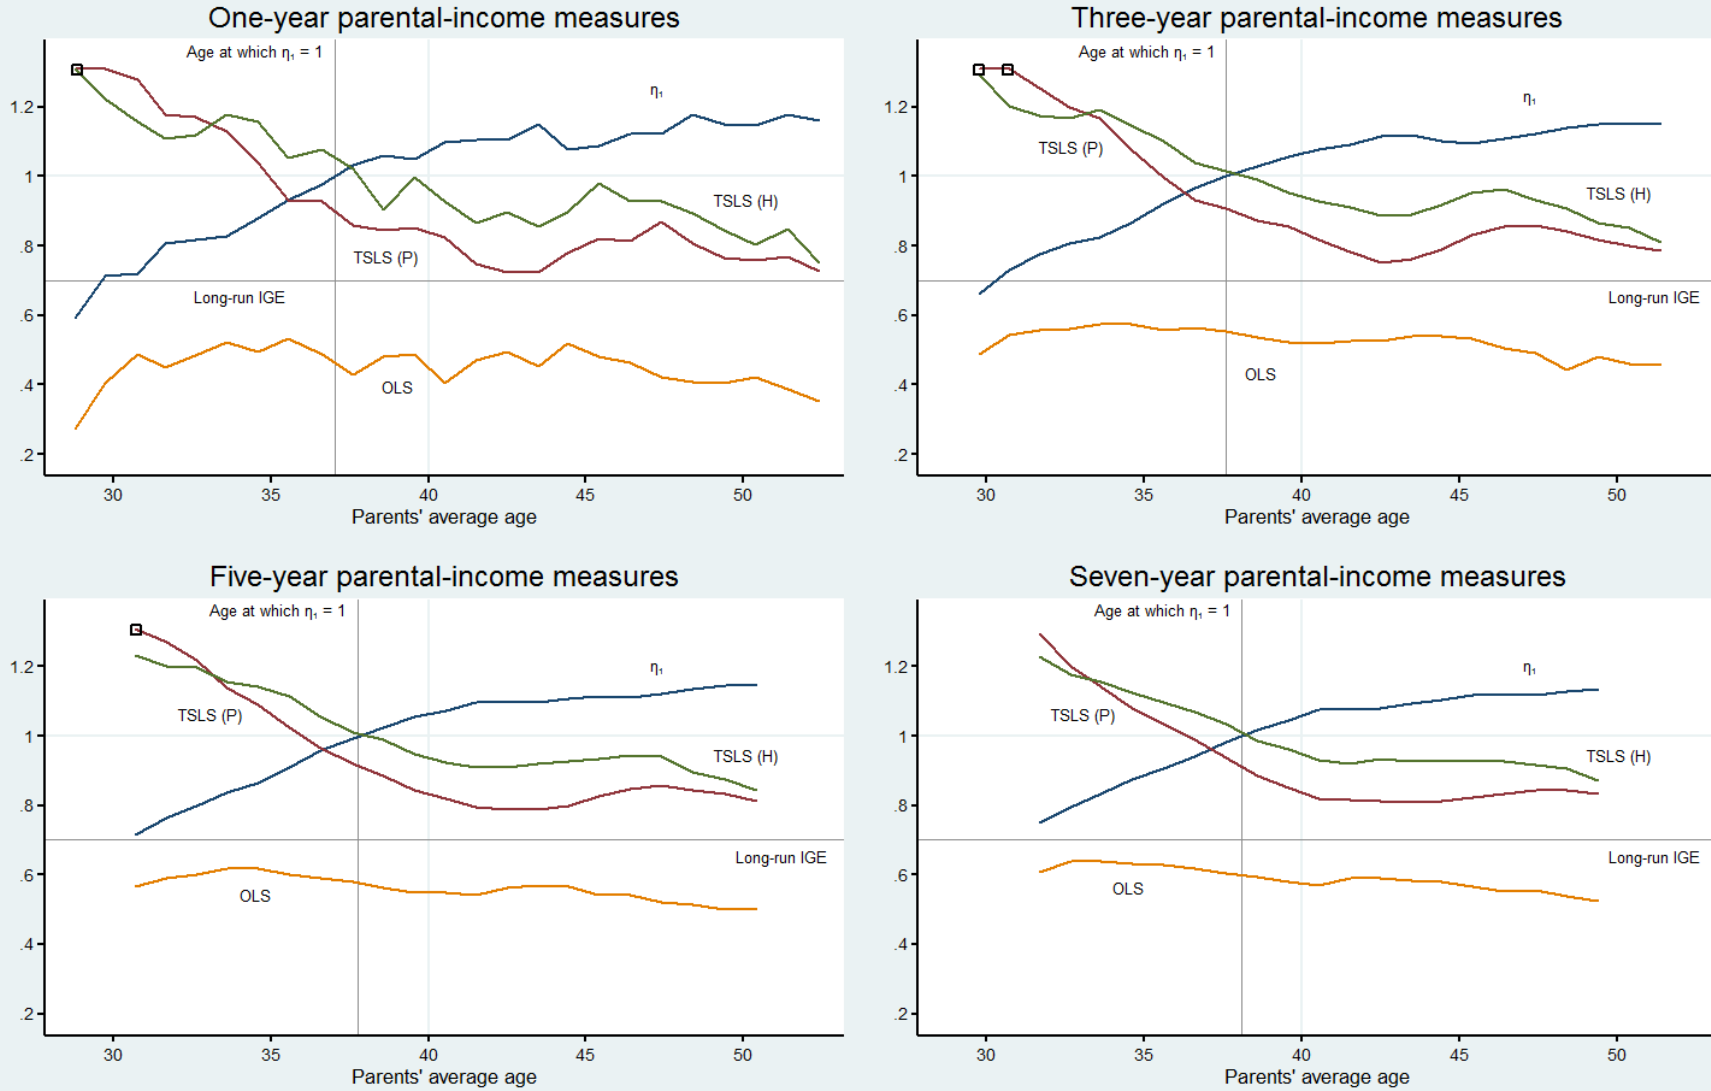 One-year parental-income measures
Age at which η₁ = 1
η₁
1.2
1
.8
.6
.4
.2
TSLS (H)
TSLS (P)
Long-run IGE
OLS
30 35 40 45 50
Parents' average age
Three-year parental-income measures
Age at which η₁ = 1
η₁
1.2
1
.8
.6
.4
.2
TSLS (P)
TSLS (H)
Long-run IGE
OLS
30 35 40 45 50
Parents' average age
Five-year parental-income measures
Age at which η₁ = 1
η₁
1.2
1
.8
.6
.4
.2
TSLS (P)
TSLS (H)
Long-run IGE
OLS
30 35 40 45 50
Parents' average age
Seven-year parental-income measures
Age at which η₁ = 1
η₁
1.2
1
.8
.6
.4
.2
TSLS (P)
TSLS (H)
Long-run IGE
OLS
30 35 40 45 50
Parents' average age